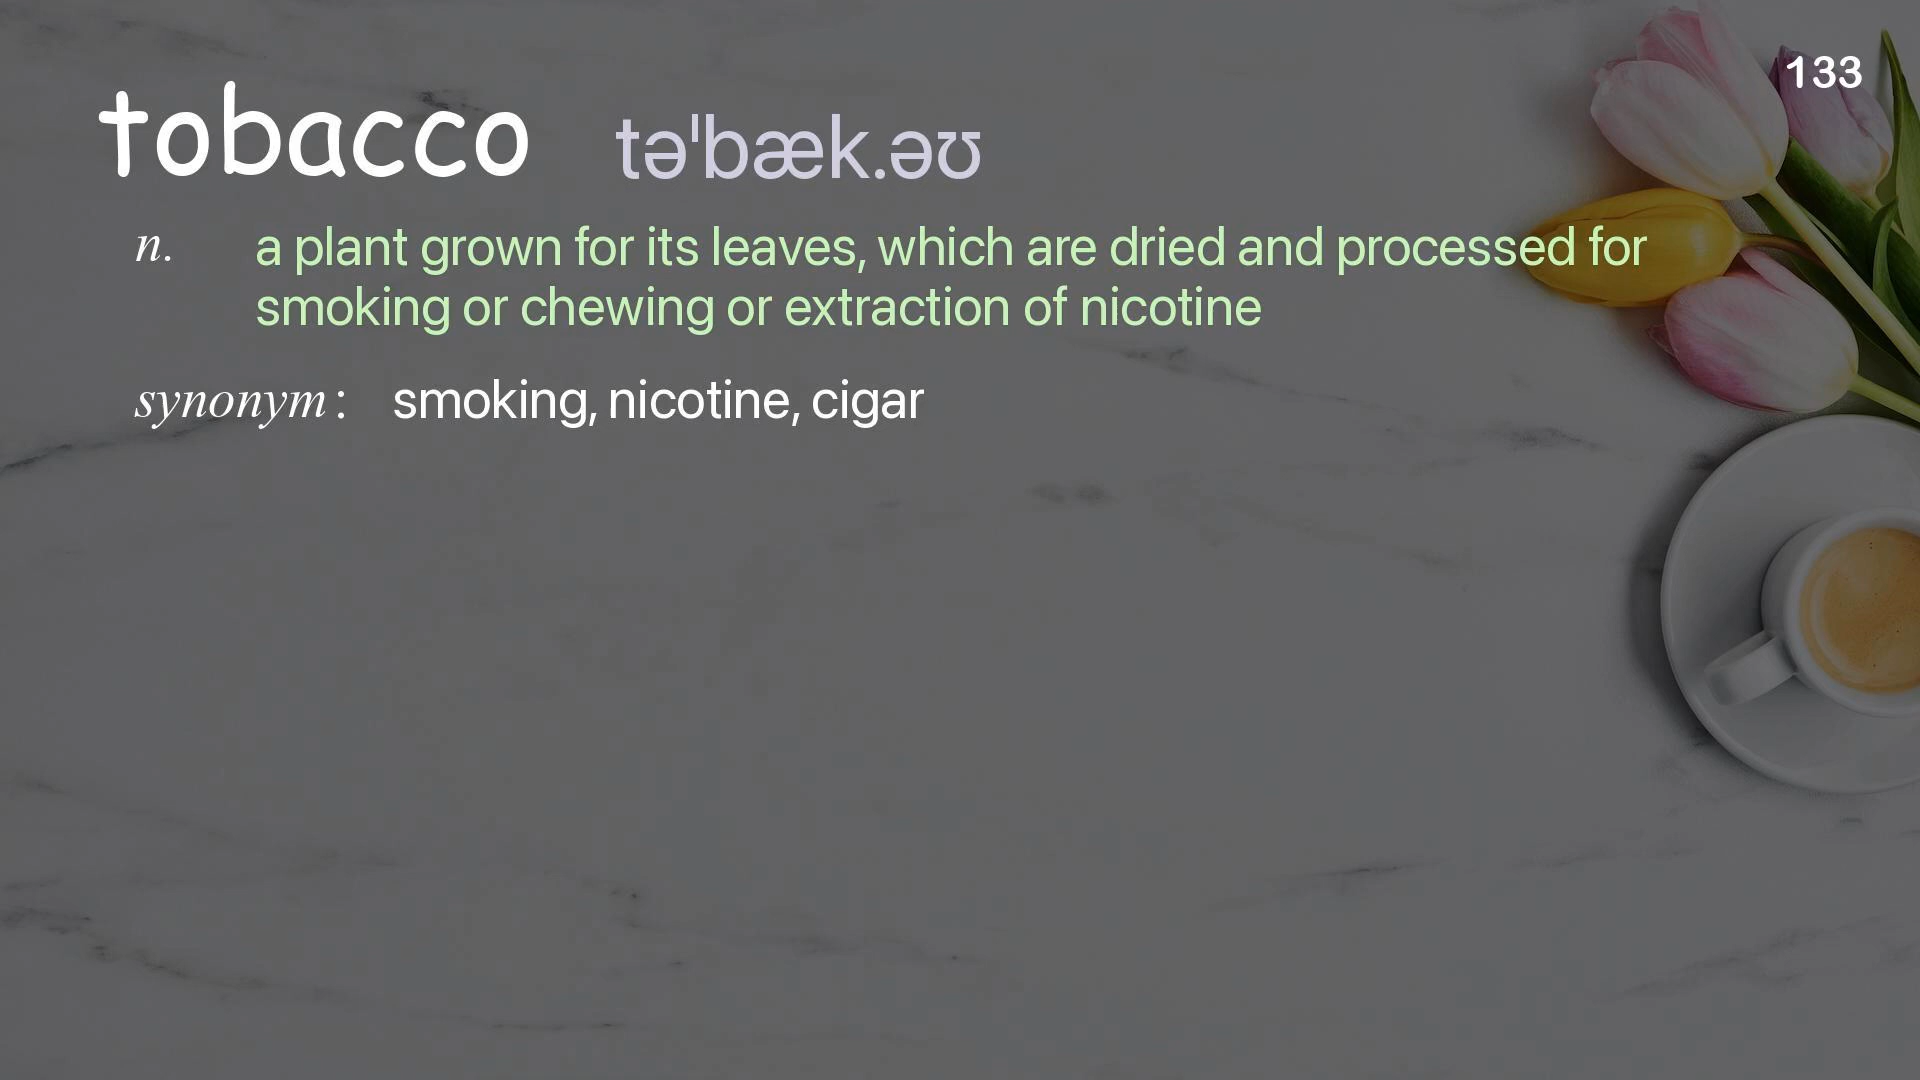 133
tobacco təˈbæk.əʊ
n. a plant grown for its leaves, which are dried and processed for
smoking or chewing or extraction of nicotine
synonym : smoking, nicotine, cigar